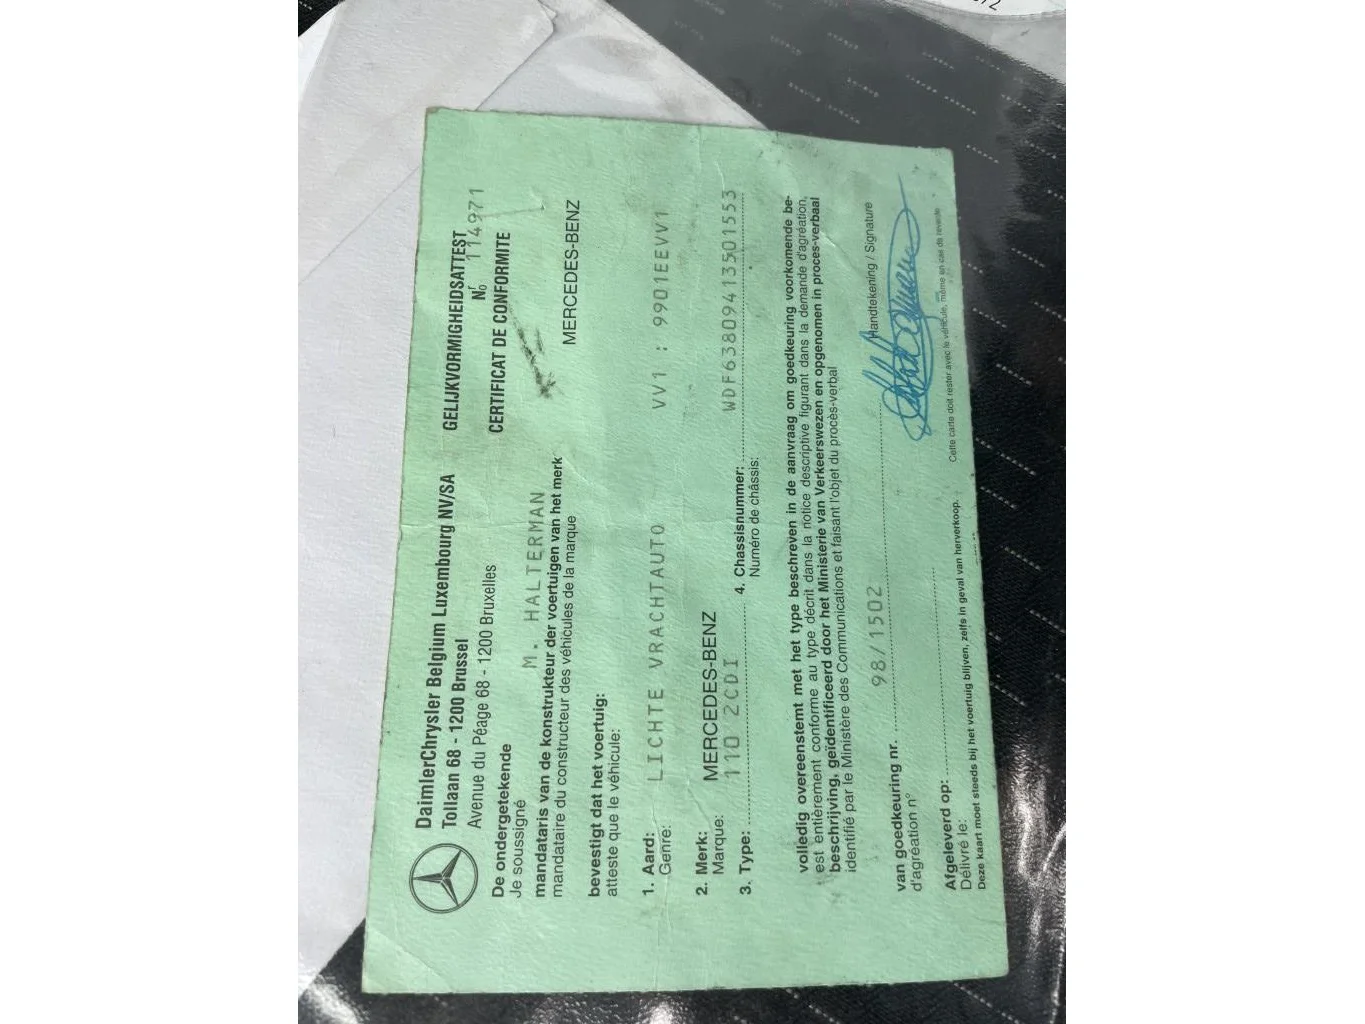 DaimlerChrysler Belgium Luxembourg NV/SA
Tollaan 68 - 1200 Brussel
Avenue du Péage 68 - 1200 Bruxelles
GELIJKVORMIGHEIDSATTEST
Nr 114971
CERTIFICAT DE CONFORMITE
De ondergetekende
Je soussigné
M. HALTERMAN
mandataris van de konstrukteur der voertuigen van het merk
mandataire du constructeur des véhicules de la marque
MERCEDES-BENZ
bevestigt dat het voertuig:
atteste que le véhicule:
1. Aard: LICHTE VRACHTAUTO VV1 : 9901EEVV1
Genre:
2. Merk: MERCEDES-BENZ
Marque:
3. Type: 110 2CDI 4. Chassisnummer: WDF63809413501553
Numéro de châssis:
volledig overeenstemt met het type beschreven in de aanvraag om goedkeuring voorkomende be-
est entièrement conforme au type décrit dans la notice descriptive figurant dans la demande d'agréation,
beschrijving, geïdentificeerd door het Ministerie van Verkeerswezen en opgenomen in proces-verbaal
identifié par le Ministère des Communications et faisant l'objet du procès-verbal
van goedkeuring nr. 98/1502 Handtekening / Signature
d'agréation n°
Afgeleverd op:
Délivré le:
Deze kaart moet steeds bij het voertuig blijven, zelfs in geval van herverkoop. Cette carte doit rester avec le véhicule, même en cas de revente